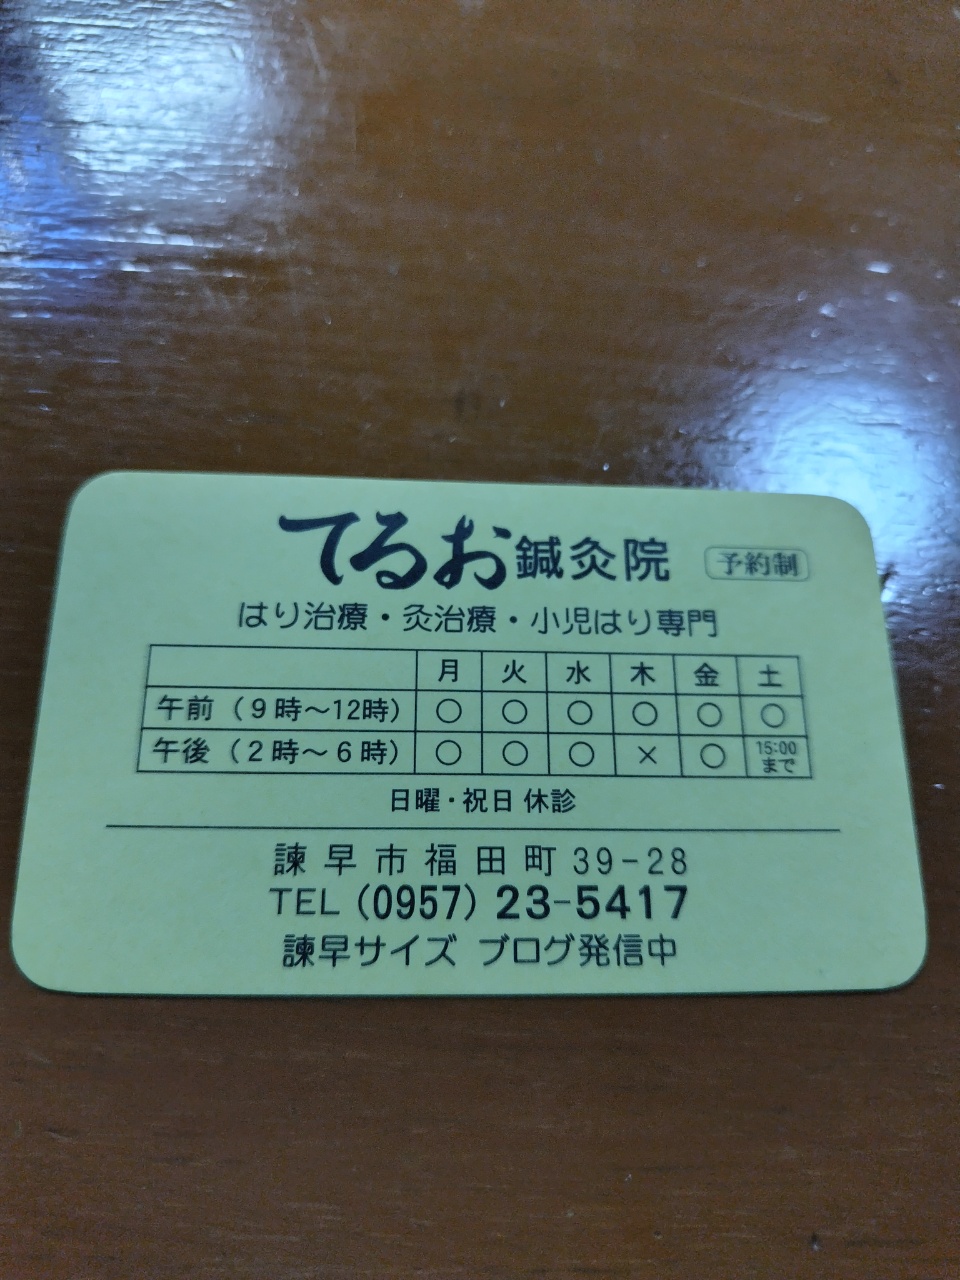 てるお鍼灸院 予約制
はり治療・灸治療・小児はり専門
月 火 水 木 金 土
午前（9時〜12時） ○ ○ ○ ○ ○ ○
午後（2時〜6時） ○ ○ ○ × ○ 15:00まで
日曜・祝日 休診
諫早市福田町 39-28
TEL (0957) 23-5417
諫早サイズ ブログ発信中